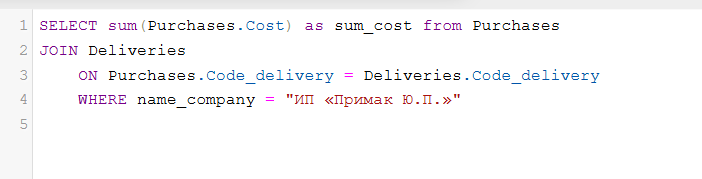 1 SELECT sum(Purchases.Cost) as sum_cost from Purchases
2 JOIN Deliveries
3 ON Purchases.Code_delivery = Deliveries.Code_delivery
4 WHERE name_company = "ИП «Примак Ю.П.»"
5